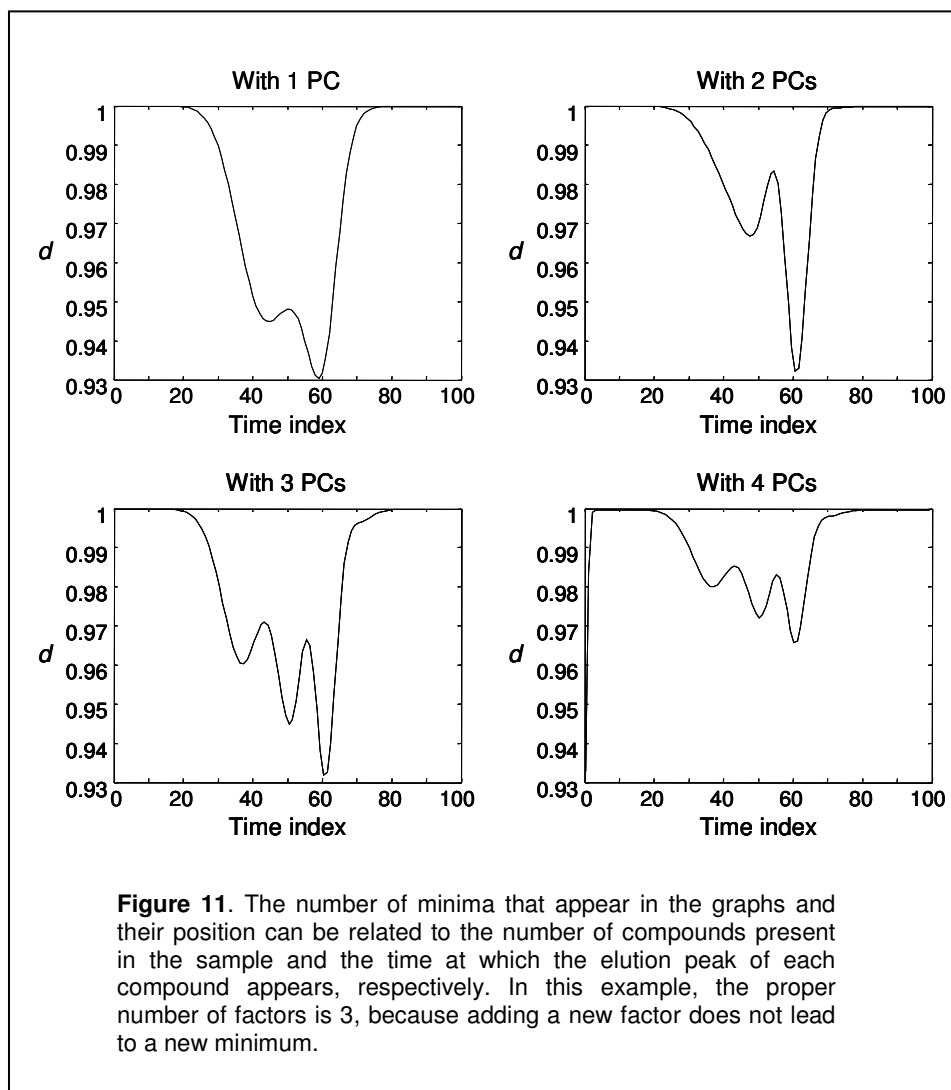 With 1 PC
1
0.99
0.98
0.97
0.96
0.95
0.94
0.93
d
0 20 40 60 80 100
Time index
With 2 PCs
1
0.99
0.98
0.97
0.96
0.95
0.94
0.93
d
0 20 40 60 80 100
Time index
With 3 PCs
1
0.99
0.98
0.97
0.96
0.95
0.94
0.93
d
0 20 40 60 80 100
Time index
With 4 PCs
1
0.99
0.98
0.97
0.96
0.95
0.94
0.93
d
0 20 40 60 80 100
Time index
Figure 11. The number of minima that appear in the graphs and
their position can be related to the number of compounds present
in the sample and the time at which the elution peak of each
compound appears, respectively. In this example, the proper
number of factors is 3, because adding a new factor does not lead
to a new minimum.